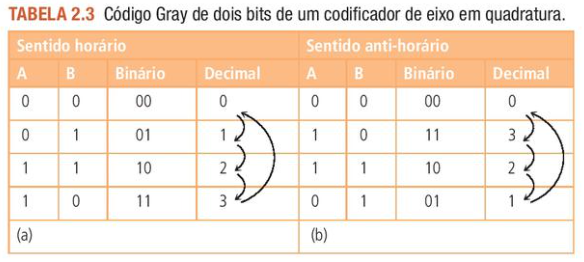 TABELA 2.3 Código Gray de dois bits de um codificador de eixo em quadratura.
Sentido horário Sentido anti-horário
A B Binário Decimal A B Binário Decimal
0 0 00 0 0 0 00 0
0 1 01 1 1 0 11 3
1 1 10 2 1 1 10 2
1 0 11 3 0 1 01 1
(a) (b)